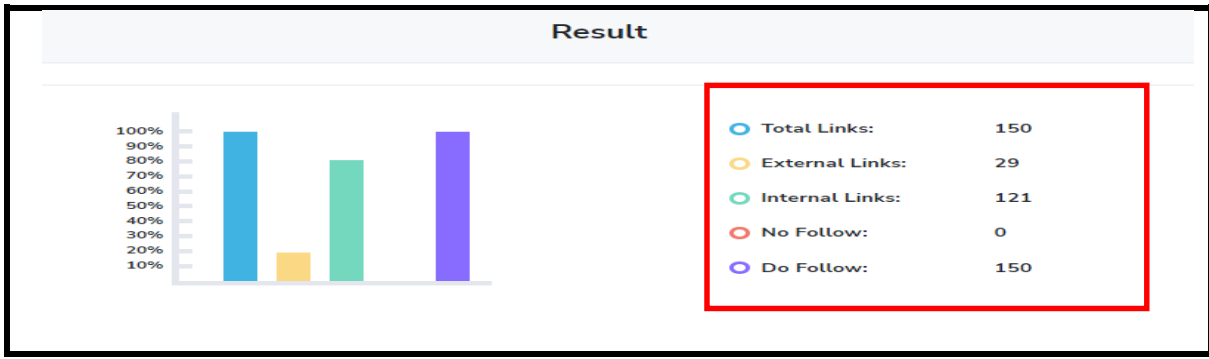 Result
100%
90%
80%
70%
60%
50%
40%
30%
20%
10%
Total Links: 150
External Links: 29
Internal Links: 121
No Follow: 0
Do Follow: 150